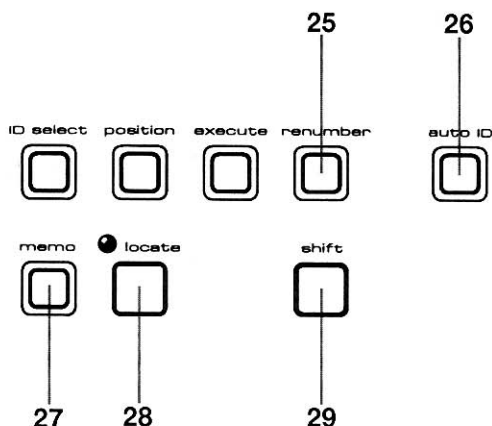 25 26
ID select position execute renumber auto ID
memo locate shift
27 28 29